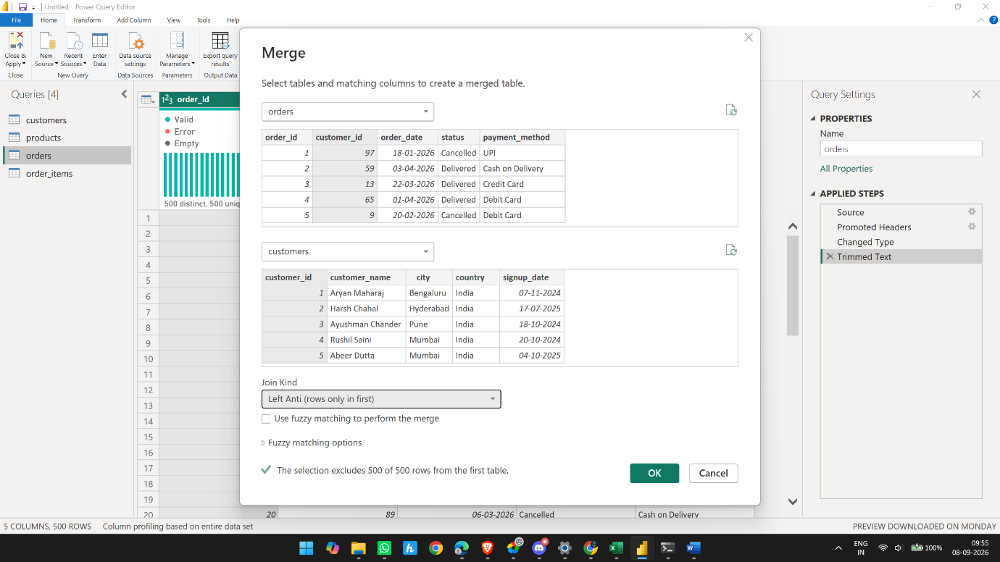 Untitled - Power Query Editor
File Home Transform Add Column View Tools Help
Close & Apply
New Source
Recent Sources
Enter Data
Data source settings
Manage Parameters
Export query results
Close
New Query
Data Sources
Parameters
Output Data
Queries [4]
customers
products
orders
order_items
1²3 order_id
Valid
Error
Empty
500 distinct, 500 uniq
1
2
3
4
5
6
7
8
9
10
11
12
13
14
15
16
17
18
19
20 20 89 06-03-2026 Cancelled Cash on Delivery
Merge
Select tables and matching columns to create a merged table.
orders
order_id customer_id order_date status payment_method
1 97 18-01-2026 Cancelled UPI
2 59 03-04-2026 Delivered Cash on Delivery
3 13 22-03-2026 Delivered Credit Card
4 65 01-04-2026 Delivered Debit Card
5 9 20-02-2026 Cancelled Debit Card
customers
customer_id customer_name city country signup_date
1 Aryan Maharaj Bengaluru India 07-11-2024
2 Harsh Chahal Hyderabad India 17-07-2025
3 Ayushman Chander Pune India 18-10-2024
4 Rushil Saini Mumbai India 20-10-2024
5 Abeer Dutta Mumbai India 04-10-2025
Join Kind
Left Anti (rows only in first)
Use fuzzy matching to perform the merge
Fuzzy matching options
The selection excludes 500 of 500 rows from the first table.
OK Cancel
Query Settings
PROPERTIES
Name
orders
All Properties
APPLIED STEPS
Source
Promoted Headers
Changed Type
Trimmed Text
5 COLUMNS, 500 ROWS Column profiling based on entire data set PREVIEW DOWNLOADED ON MONDAY
ENG
IN
100%
09:55
08-09-2026